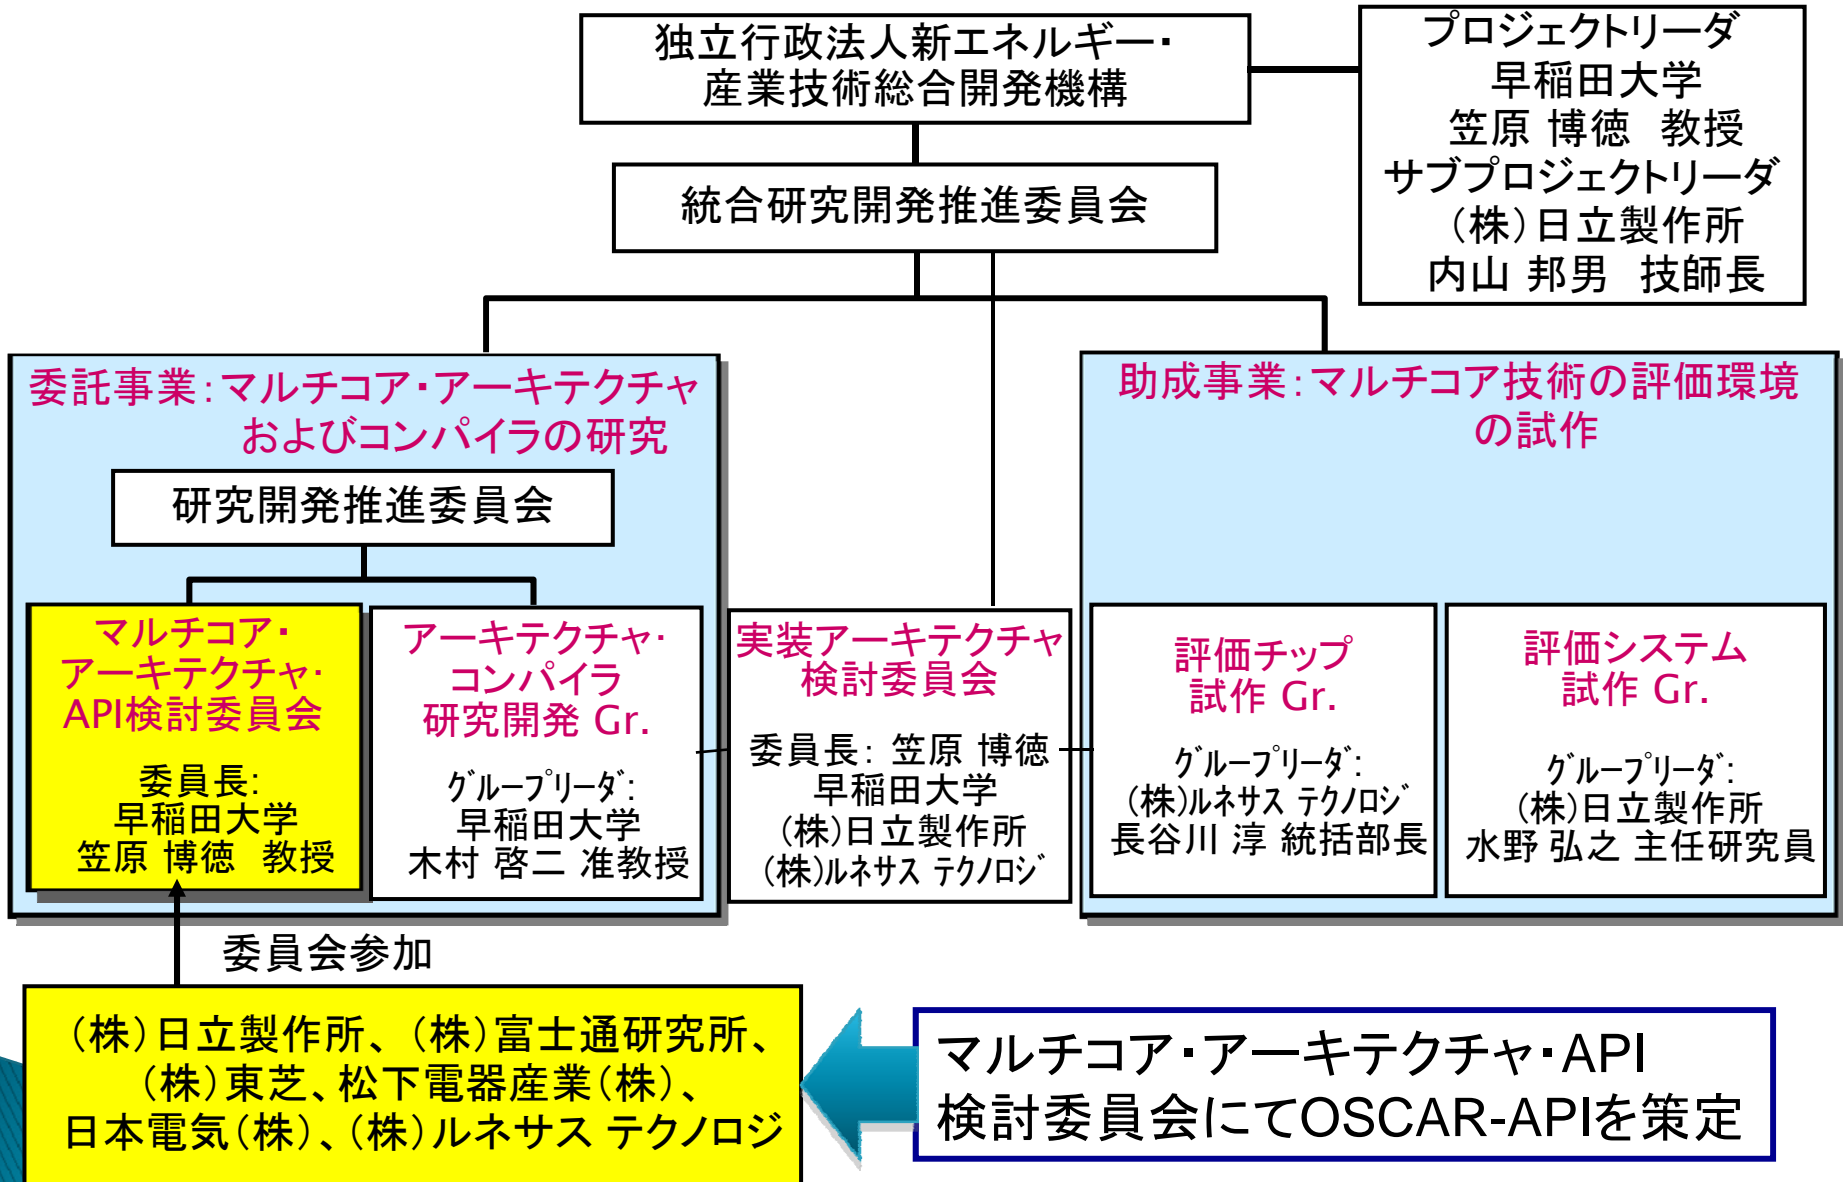 独立行政法人新エネルギー・
産業技術総合開発機構
プロジェクトリーダ
早稲田大学
笠原 博徳 教授
サブプロジェクトリーダ
(株)日立製作所
内山 邦男 技師長
統合研究開発推進委員会
委託事業:マルチコア・アーキテクチャ
およびコンパイラの研究
研究開発推進委員会
マルチコア・
アーキテクチャ・
API検討委員会
委員長:
早稲田大学
笠原 博徳 教授
アーキテクチャ・
コンパイラ
研究開発 Gr.
グループリーダ:
早稲田大学
木村 啓二 准教授
実装アーキテクチャ
検討委員会
委員長: 笠原 博徳
早稲田大学
(株)日立製作所
(株)ルネサス テクノロジ
助成事業:マルチコア技術の評価環境
の試作
評価チップ
試作 Gr.
グループリーダ:
(株)ルネサス テクノロジ
長谷川 淳 統括部長
評価システム
試作 Gr.
グループリーダ:
(株)日立製作所
水野 弘之 主任研究員
委員会参加
(株)日立製作所、(株)富士通研究所、
(株)東芝、松下電器産業(株)、
日本電気(株)、(株)ルネサス テクノロジ
マルチコア・アーキテクチャ・API
検討委員会にてOSCAR-APIを策定